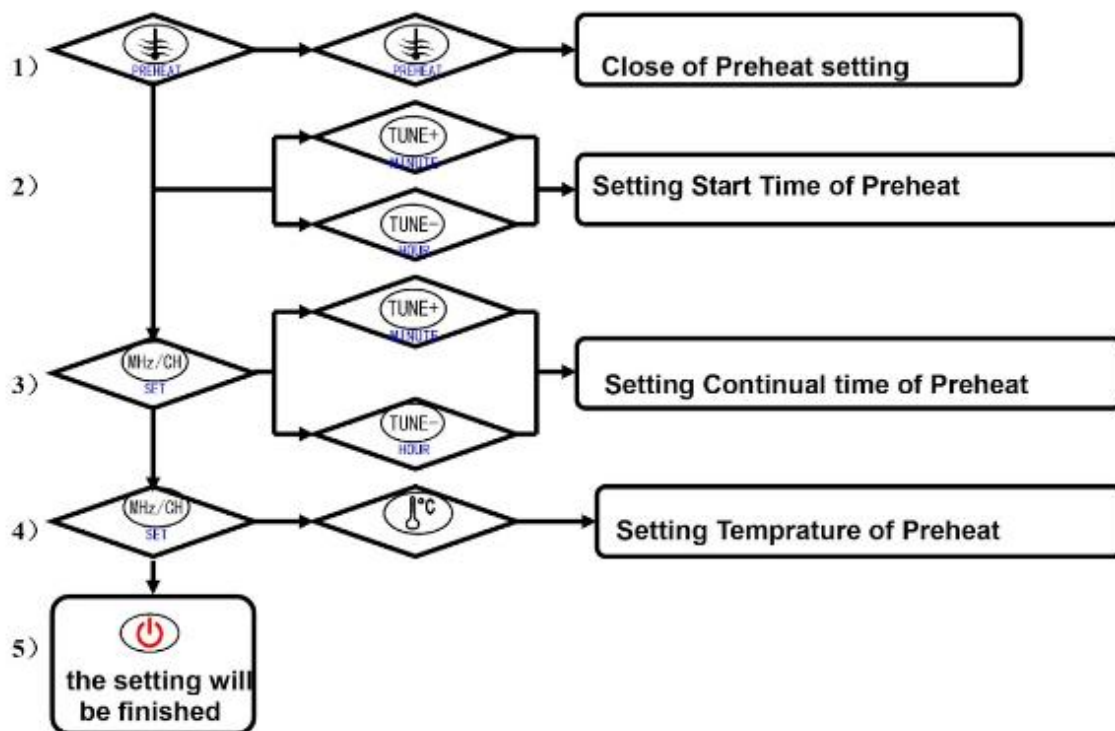 1）
PREHEAT
PREHEAT
Close of Preheat setting
2）
TUNE+
MINUTE
TUNE-
HOUR
Setting Start Time of Preheat
3）
MHz/CH
SET
TUNE+
MINUTE
TUNE-
HOUR
Setting Continual time of Preheat
4）
MHz/CH
SET
°C
Setting Temprature of Preheat
5）
the setting will
be finished